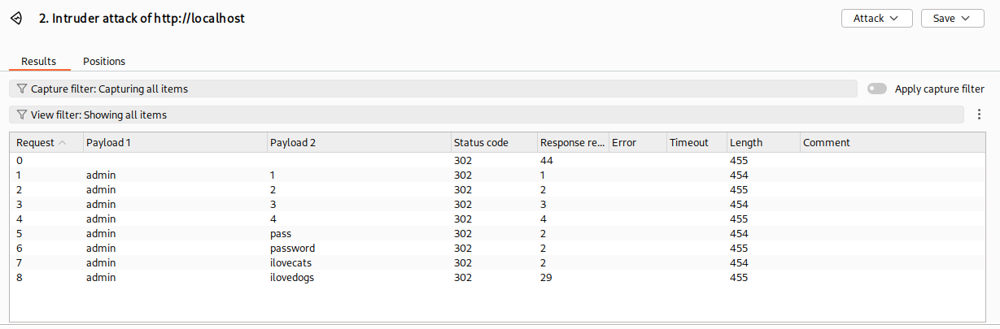 2. Intruder attack of http://localhost
Attack
Save
Results Positions
Capture filter: Capturing all items
Apply capture filter
View filter: Showing all items
Request Payload 1 Payload 2 Status code Response re... Error Timeout Length Comment
0 302 44 455
1 admin 1 302 1 454
2 admin 2 302 2 455
3 admin 3 302 3 454
4 admin 4 302 4 455
5 admin pass 302 2 454
6 admin password 302 2 455
7 admin ilovecats 302 2 454
8 admin ilovedogs 302 29 455